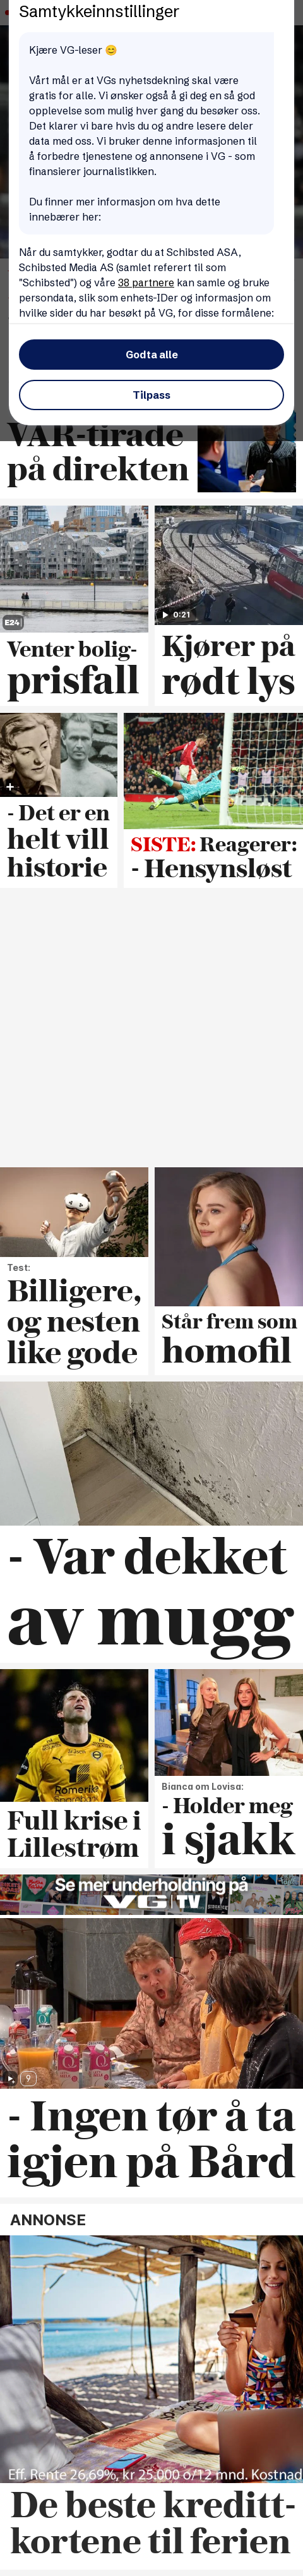 Samtykkeinnstillinger
Kjære VG-leser 😊
Vårt mål er at VGs nyhetsdekning skal være
gratis for alle. Vi ønsker også å gi deg en så god
opplevelse som mulig hver gang du besøker oss.
Det klarer vi bare hvis du og andre lesere deler
data med oss. Vi bruker denne informasjonen til
å forbedre tjenestene og annonsene i VG - som
finansierer journalistikken.
Du finner mer informasjon om hva dette
innebærer her:
Når du samtykker, godtar du at Schibsted ASA,
Schibsted Media AS (samlet referert til som
"Schibsted") og våre 38 partnere kan samle og bruke
persondata, slik som enhets-IDer og informasjon om
hvilke sider du har besøkt på VG, for disse formålene:
Godta alle
Tilpass
VAR-tirade
på direkten
E24
Venter bolig-
prisfall
0:21
Kjører på
rødt lys
- Det er en
helt vill
historie
SISTE: Reagerer:
- Hensynsløst
Test:
Billigere,
og nesten
like gode
Står frem som
homofil
- Var dekket
av mugg
Romerik
Full krise i
Lillestrøm
Bianca om Lovisa:
- Holder meg
i sjakk
Se mer underholdning på
VGTV
9
- Ingen tør å ta
igjen på Bård
ANNONSE
Eff. Rente 26,69%, kr 25.000 o/12 mnd. Kostnad
De beste kreditt-
kortene til ferien